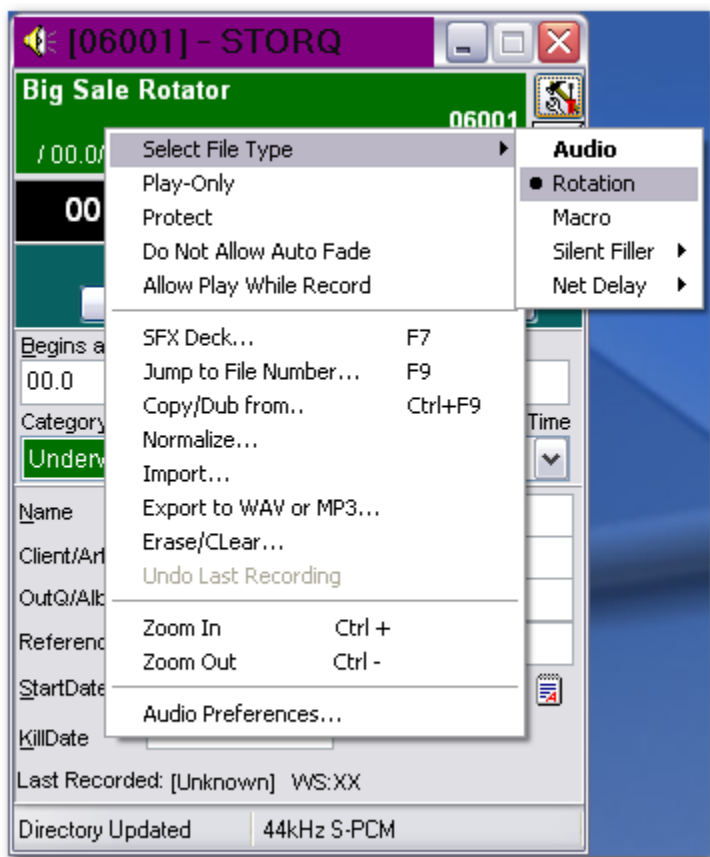 [06001] - STORQ
Big Sale Rotator
06001
/ 00.0/
Select File Type
Audio
Play-Only
Rotation
00
Protect
Macro
Do Not Allow Auto Fade
Silent Filler
Allow Play While Record
Net Delay
Begins a
SFX Deck... F7
00.0
Jump to File Number... F9
Copy/Dub from.. Ctrl+F9
Category
Time
Normalize...
Underw
Import...
Name
Export to WAV or MP3...
Erase/CLear...
Client/Art
Undo Last Recording
OutQ/Alb
Zoom In Ctrl +
Referenc
Zoom Out Ctrl -
StartDate
Audio Preferences...
KillDate
Last Recorded: [Unknown] WS:XX
Directory Updated 44kHz S-PCM